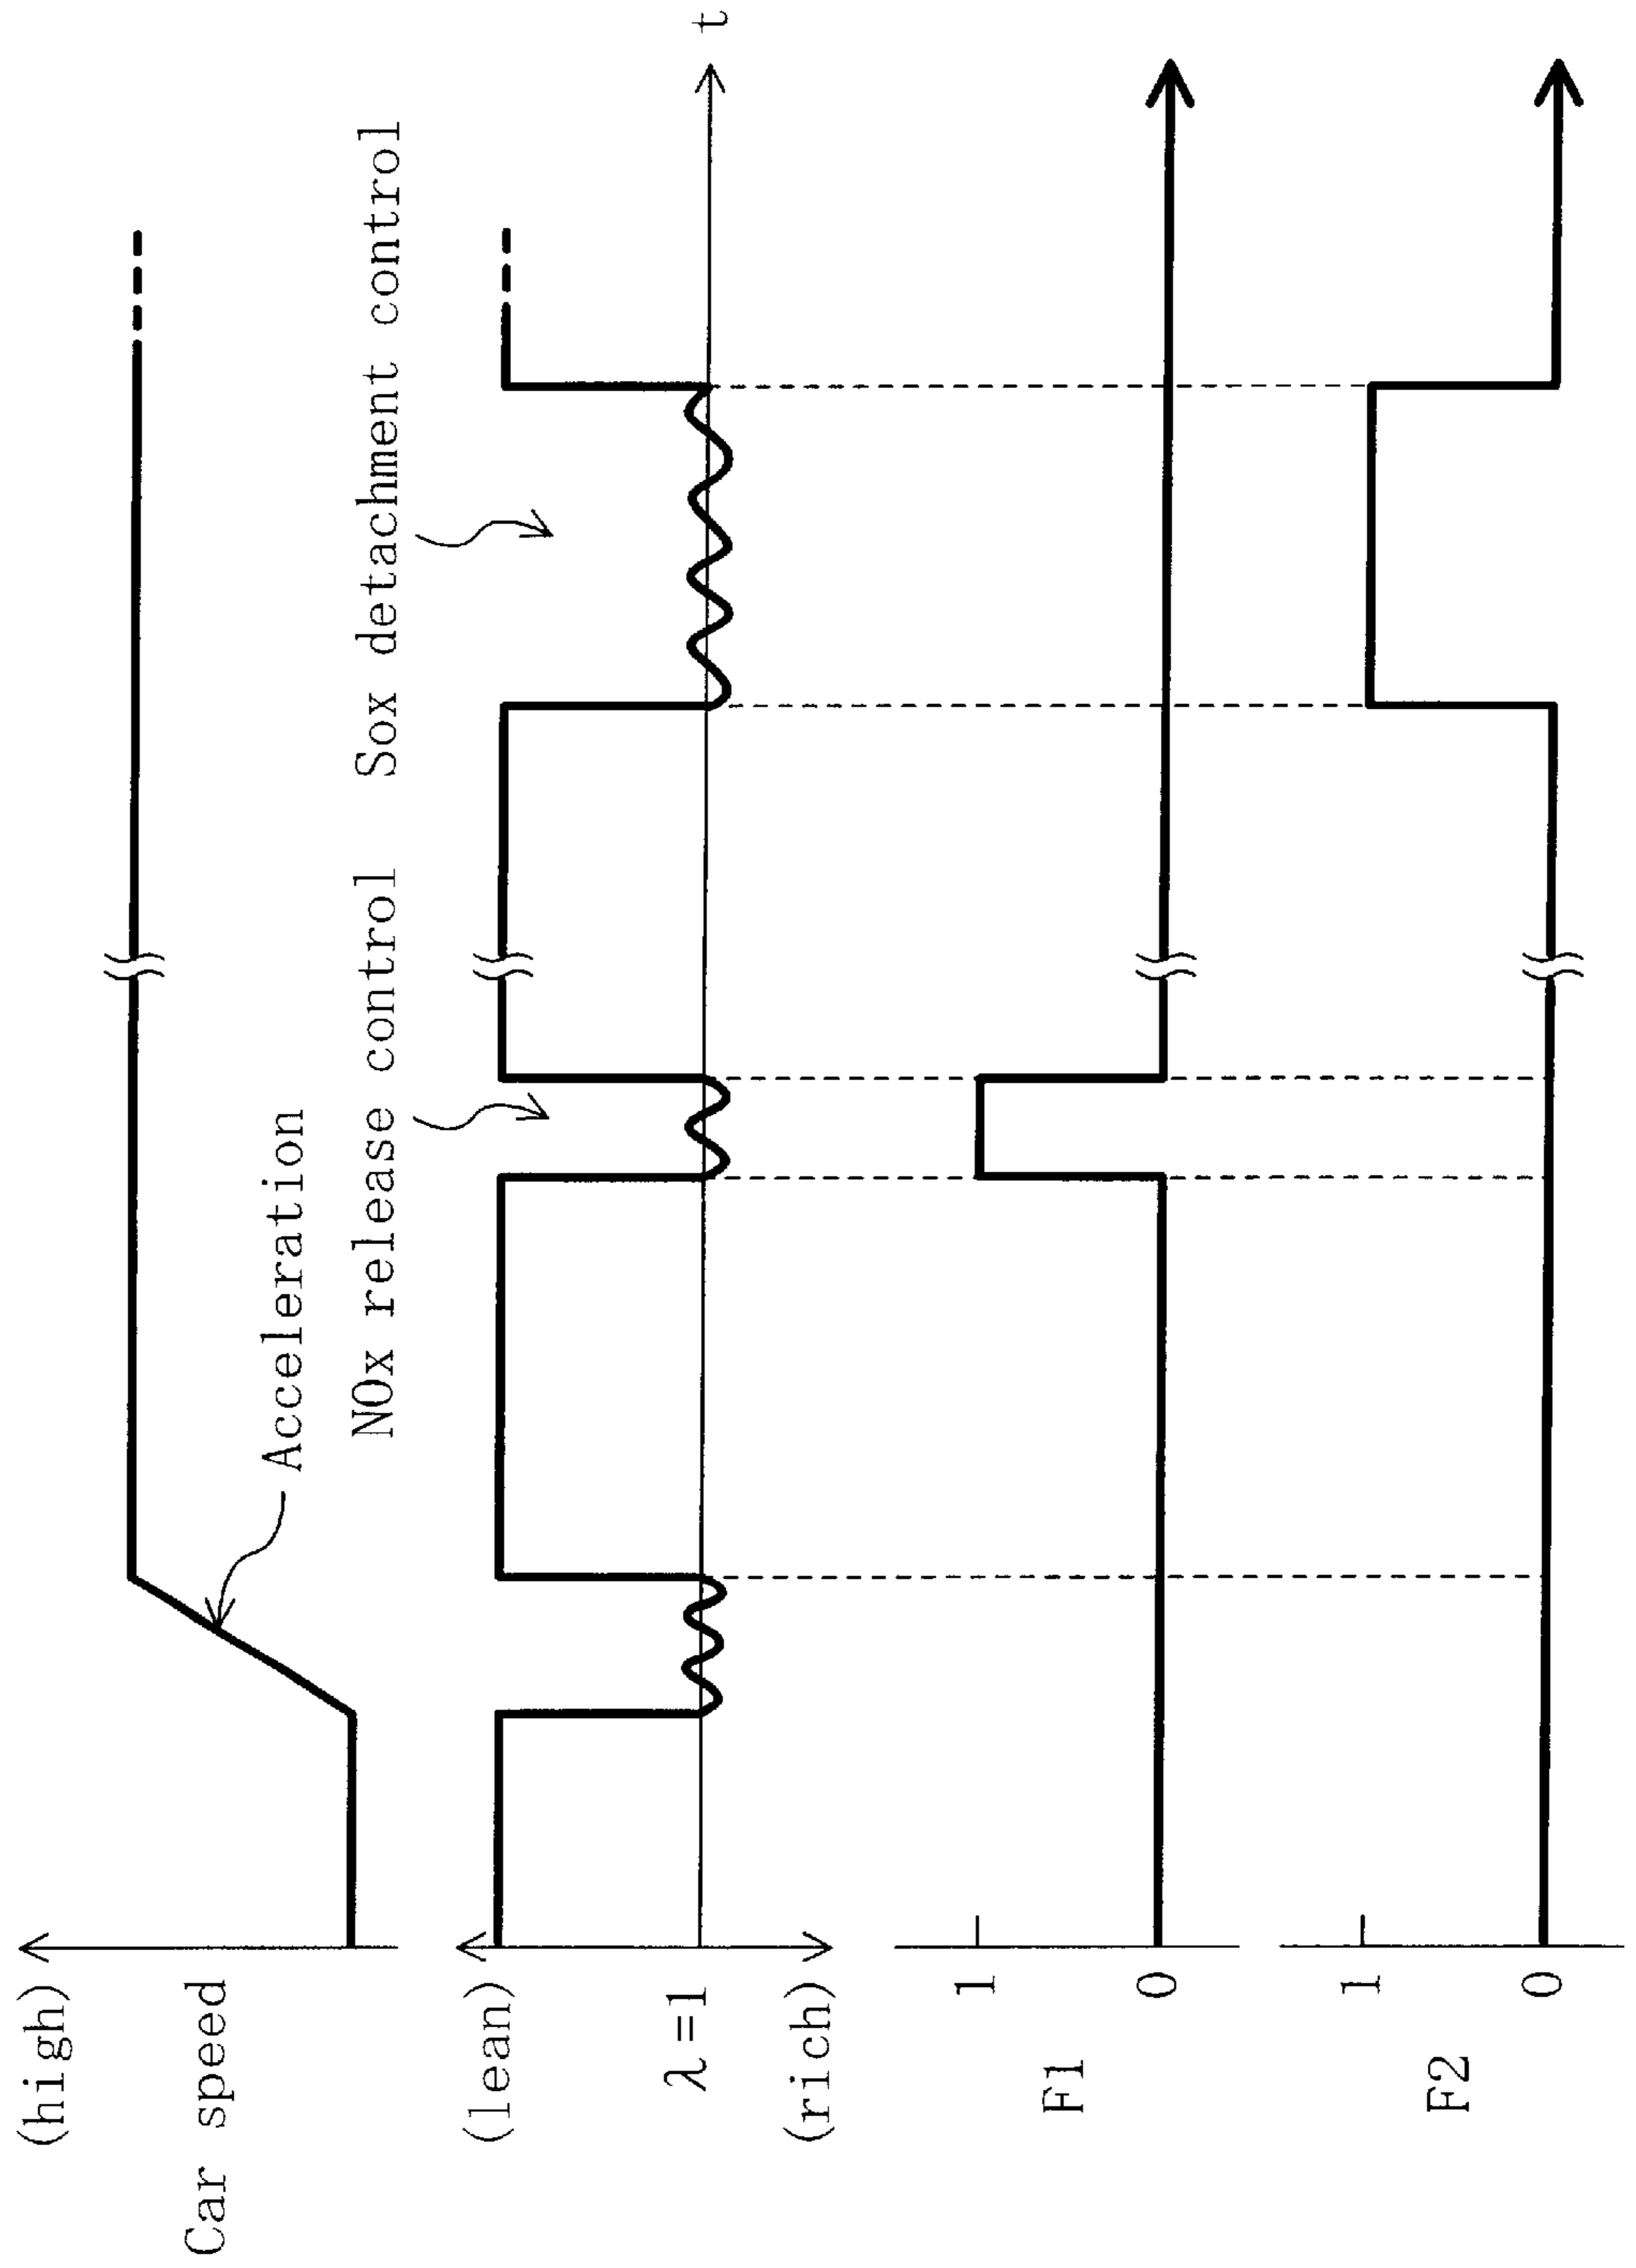 (high)
Car speed
Acceleration
NOx release control
Sox detachment control
(lean)
λ=1
(rich)
t
F1
1
0
F2
1
0